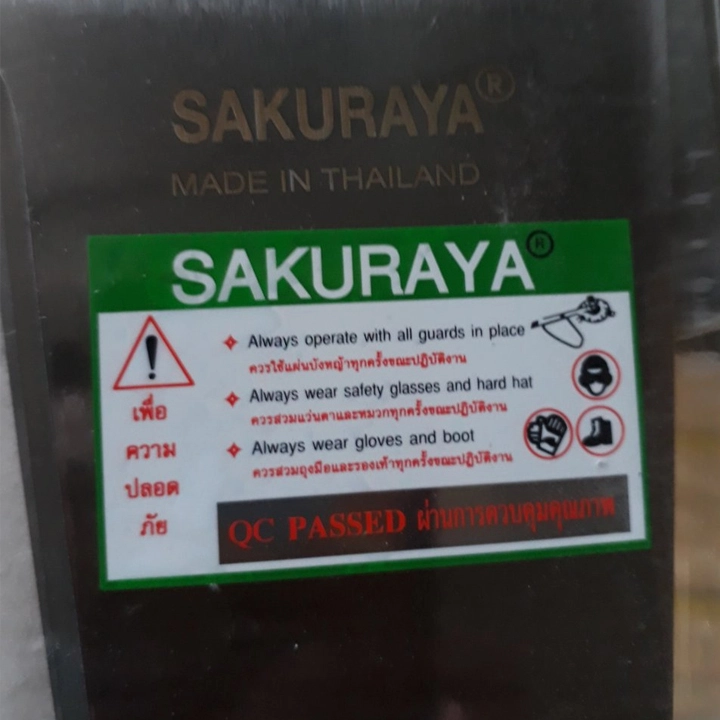 SAKURAYA®
MADE IN THAILAND
SAKURAYA®
Always operate with all guards in place
ควรใช้แผ่นบังหญ้าทุกครั้งขณะปฏิบัติงาน
Always wear safety glasses and hard hat
ควรสวมแว่นตาและหมวกทุกครั้งขณะปฏิบัติงาน
Always wear gloves and boot
ควรสวมถุงมือและรองเท้าทุกครั้งขณะปฏิบัติงาน
!
เพื่อ
ความ
ปลอด
ภัย
QC PASSED ผ่านการควบคุมคุณภาพ